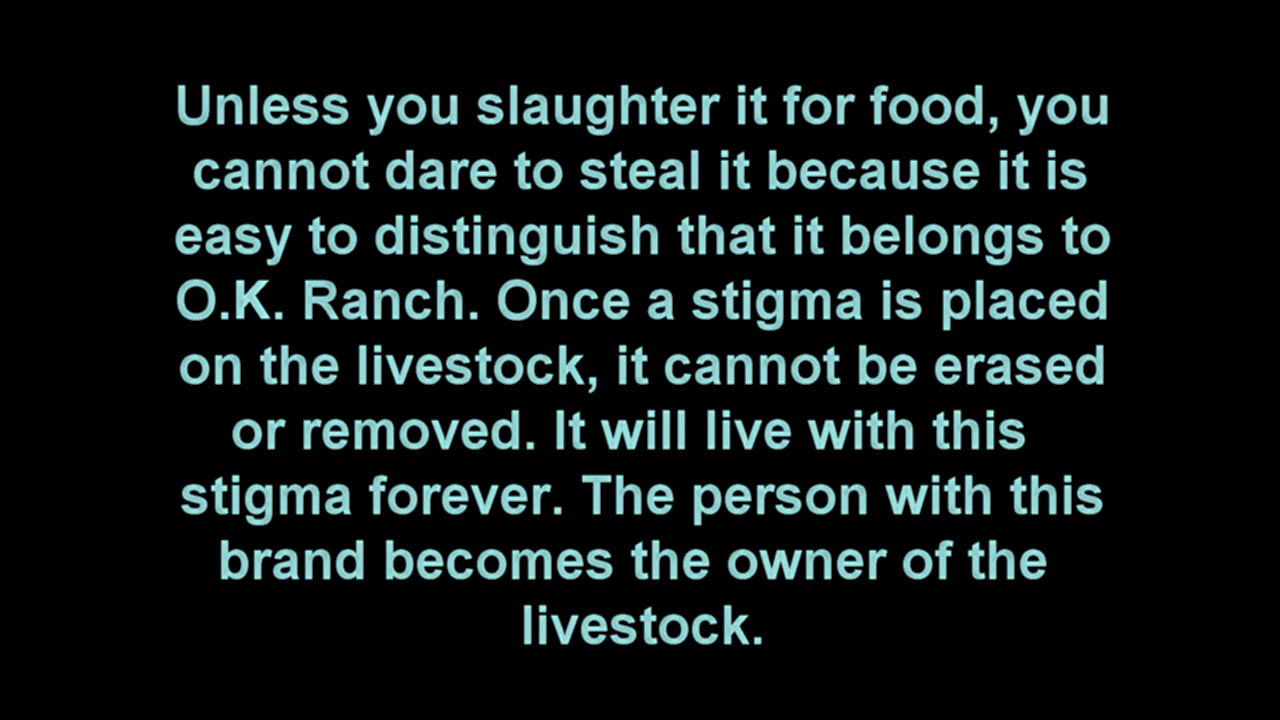 Unless you slaughter it for food, you
cannot dare to steal it because it is
easy to distinguish that it belongs to
O.K. Ranch. Once a stigma is placed
on the livestock, it cannot be erased
or removed. It will live with this
stigma forever. The person with this
brand becomes the owner of the
livestock.